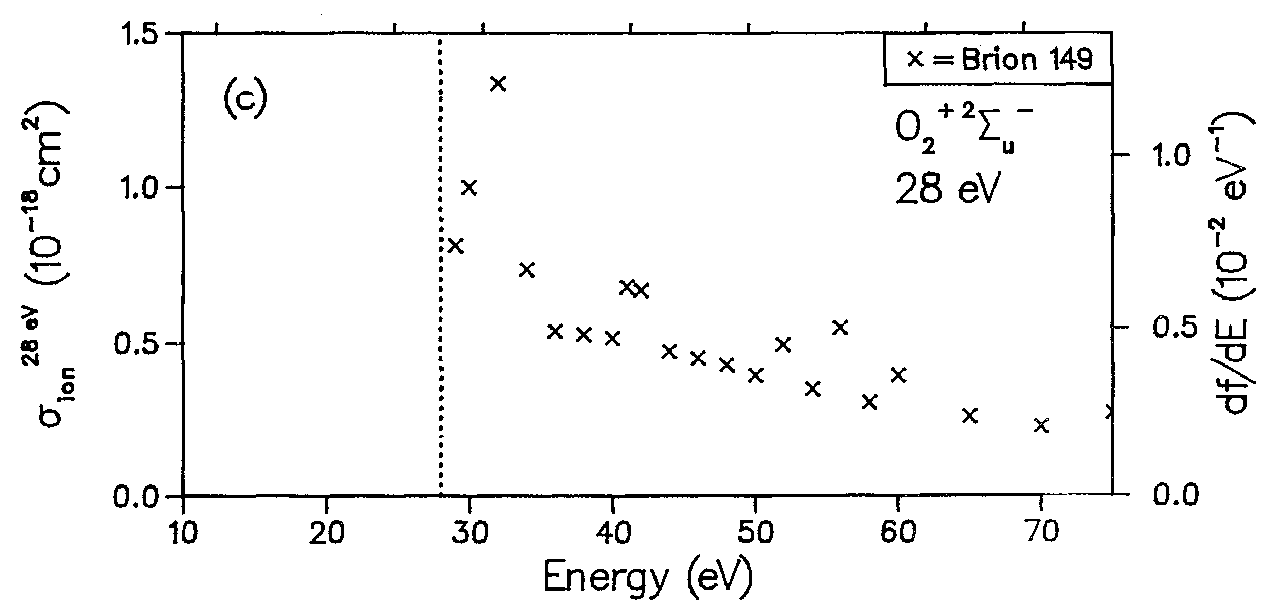 1.5
1.0
0.5
0.0
σion 28 eV (10−18cm2)
(c)
× = Brion 149
O2+ 2Σu−
28 eV
1.0
0.5
0.0
df/dE (10−2 eV−1)
10 20 30 40 50 60 70
Energy (eV)